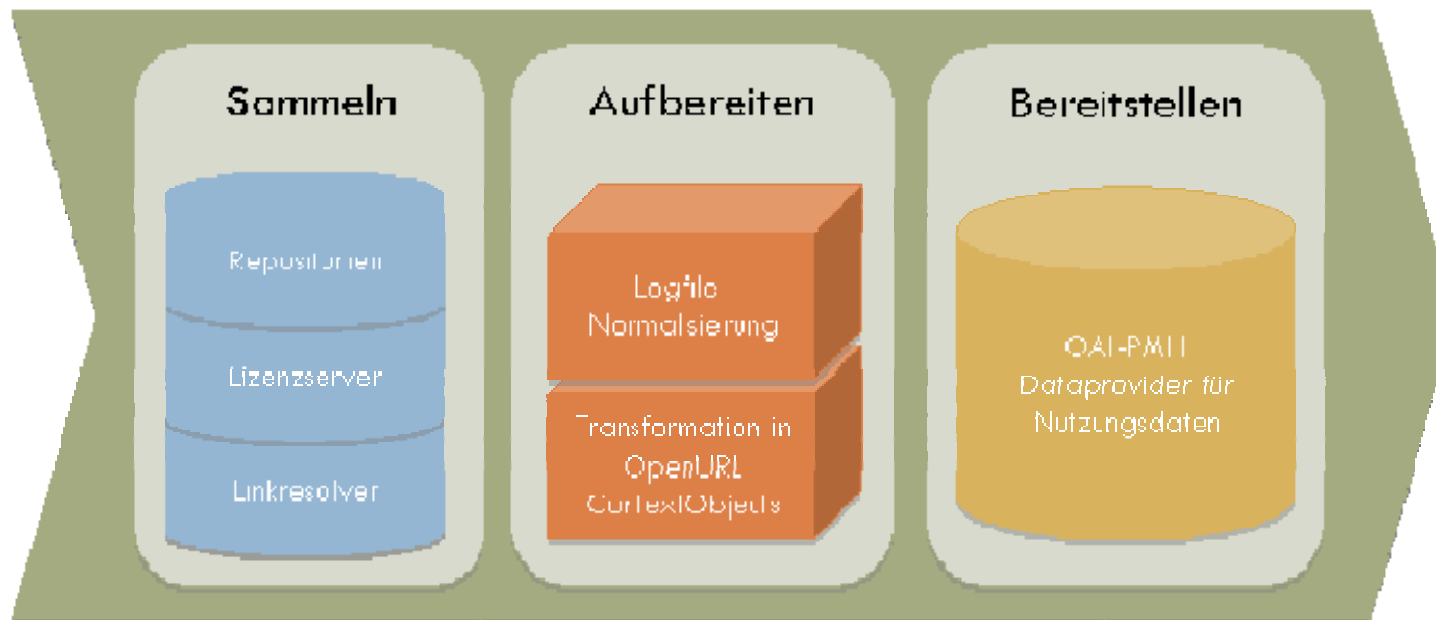 Sammeln
Repositorien
Lizenzserver
Linkresolver
Aufbereiten
Logfile
Normalsierung
Transformation in
OpenURL
ContextObjects
Bereitstellen
OAI-PMH
Dataprovider für
Nutzungsdaten